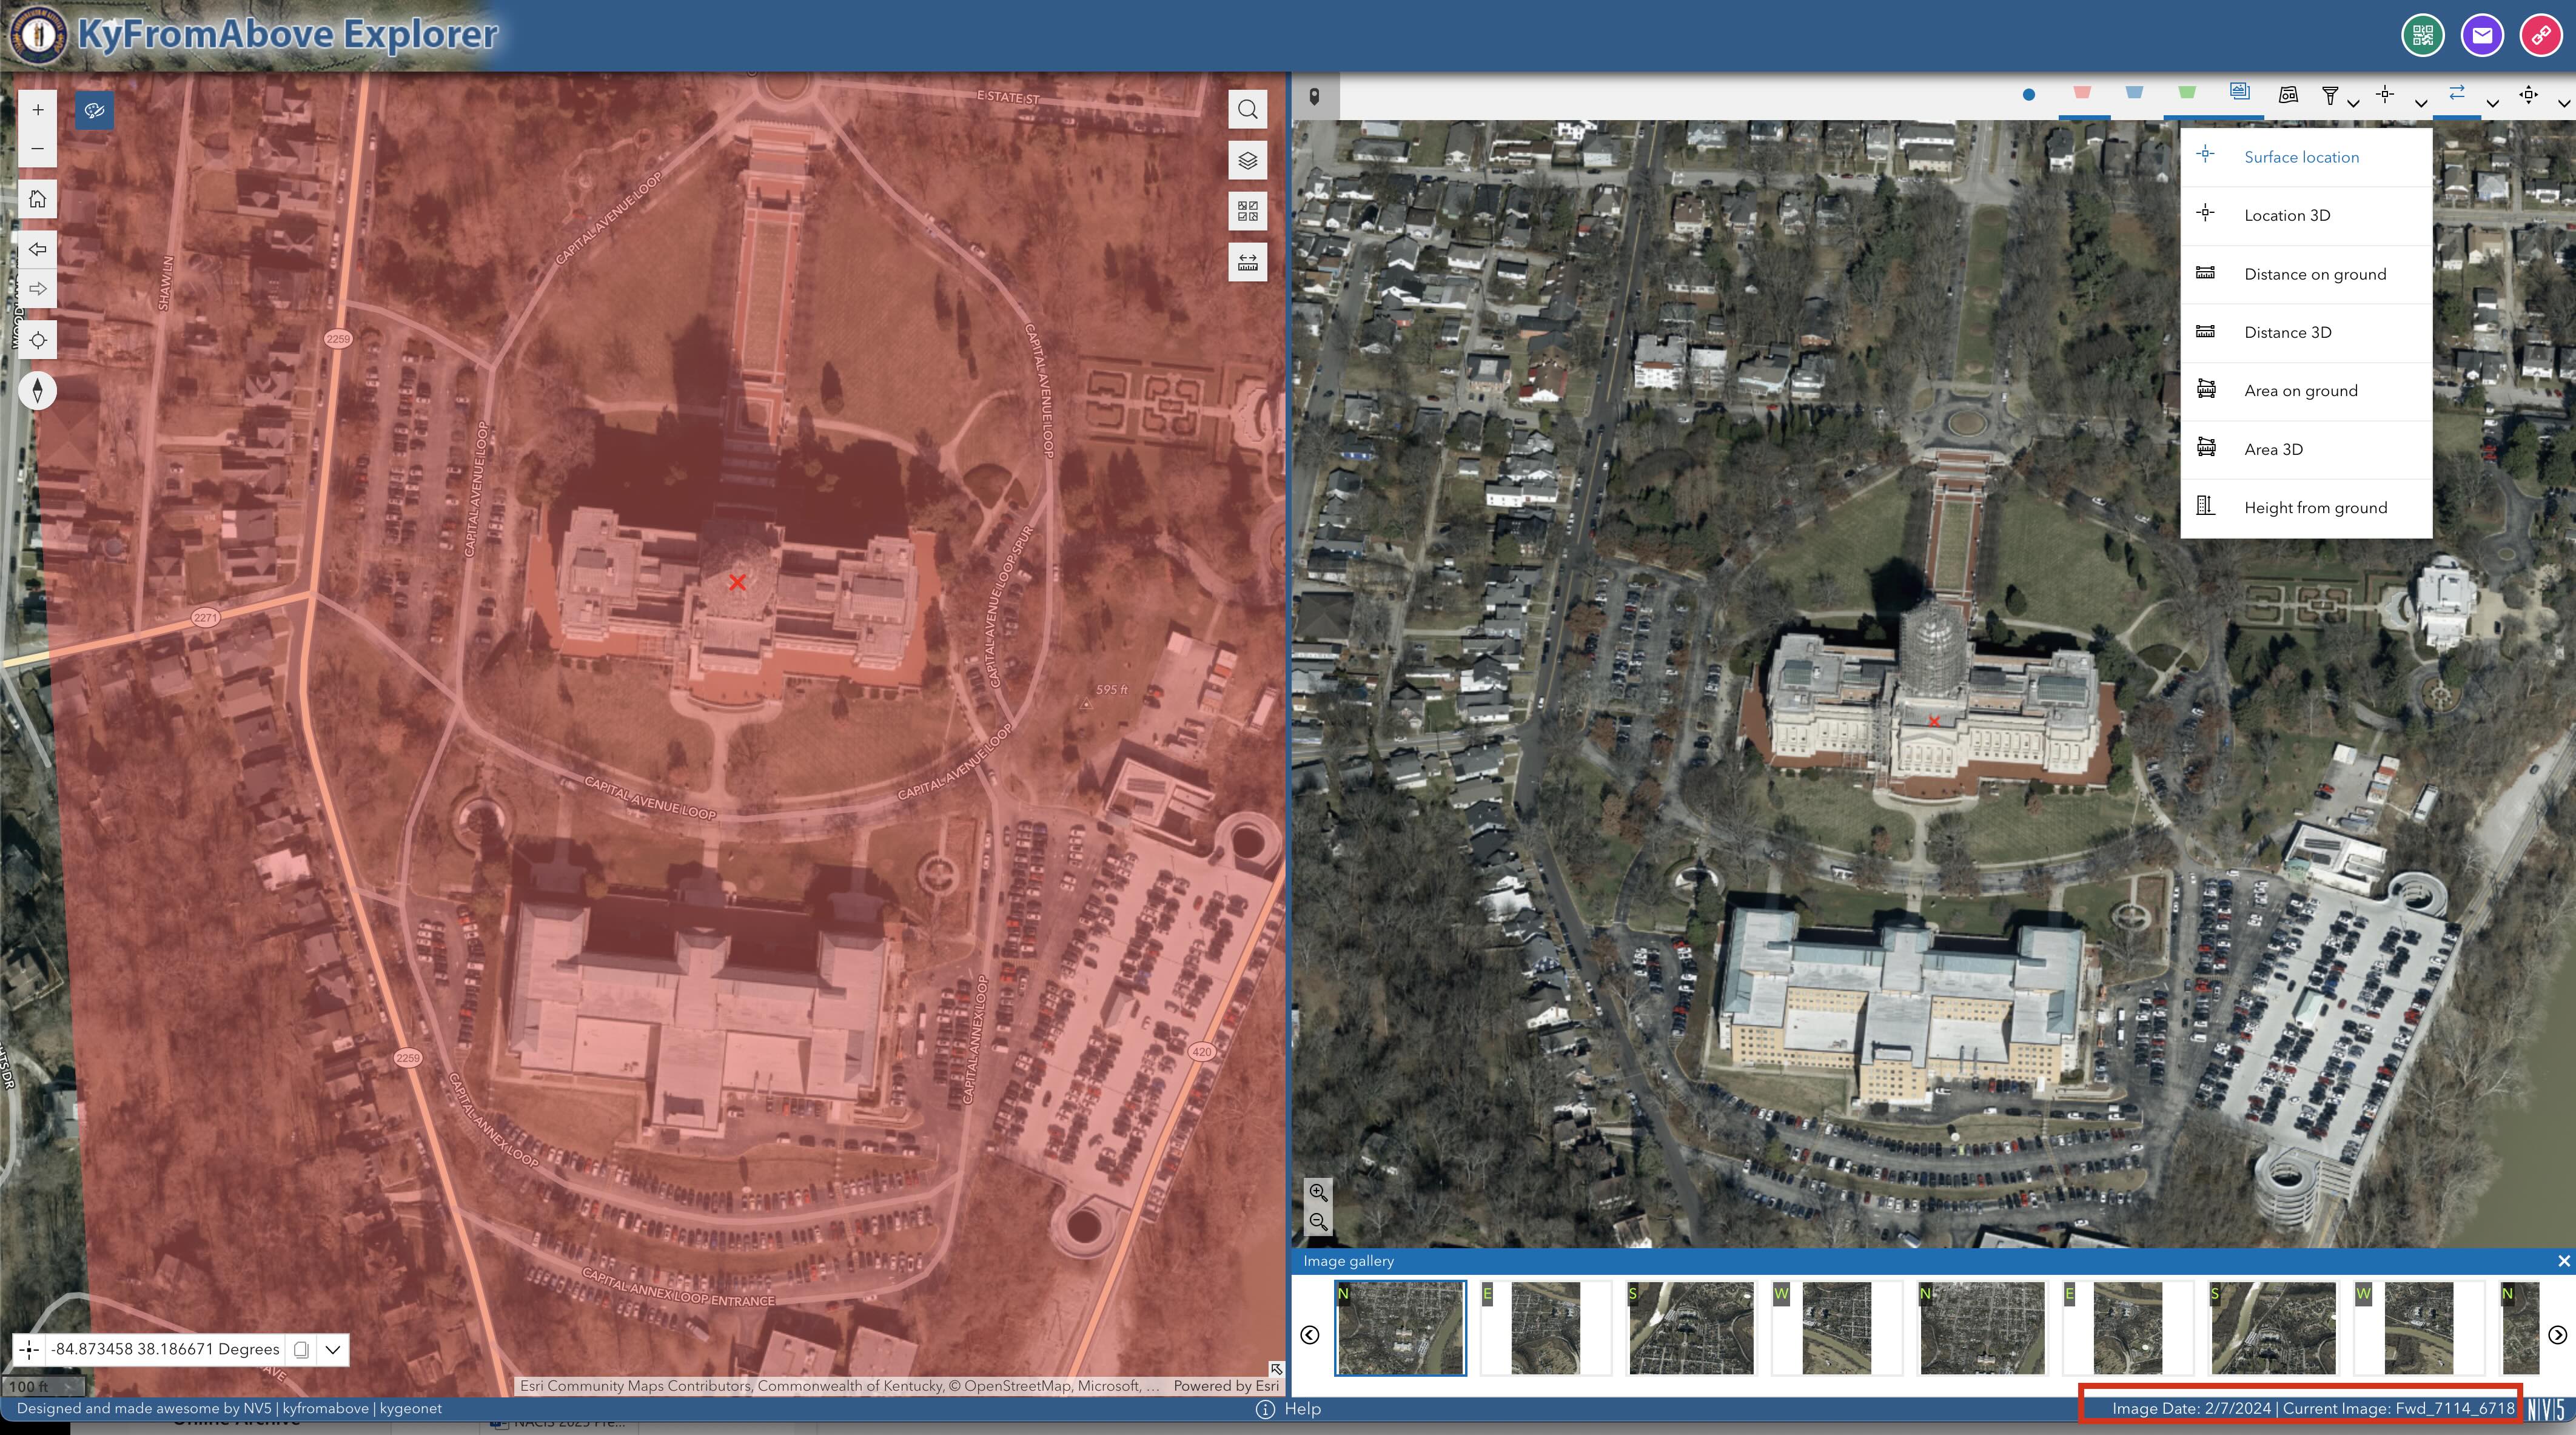 KyFromAbove Explorer
E STATE ST
CAPITAL AVENUE LOOP
SHAW LN
2259
CAPITAL AVENUE LOOP
CAPITAL AVENUE LOOP
CAPITAL AVENUE LOOP SPUR
2271
595 ft
CAPITAL AVENUE LOOP
CAPITAL AVENUE LOOP
2259
420
CAPITAL ANNEX LOOP
CAPITAL ANNEX LOOP
CAPITAL ANNEX LOOP ENTRANCE
AVE
-84.873458 38.186671 Degrees
100 ft
Esri Community Maps Contributors, Commonwealth of Kentucky, © OpenStreetMap, Microsoft, ... Powered by Esri
Surface location
Location 3D
Distance on ground
Distance 3D
Area on ground
Area 3D
Height from ground
Image gallery
N E S W N E S W N
Designed and made awesome by NV5 | kyfromabove | kygeonet
Help
Image Date: 2/7/2024 | Current Image: Fwd_7114_6718
NV5